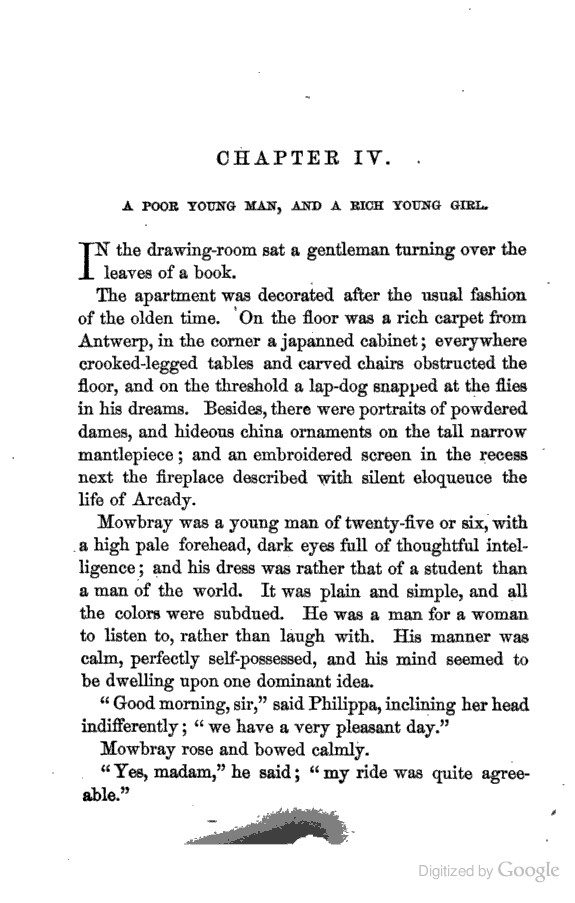 CHAPTER IV.
A POOR YOUNG MAN, AND A RICH YOUNG GIRL.
IN the drawing-room sat a gentleman turning over the
leaves of a book.
The apartment was decorated after the usual fashion
of the olden time. On the floor was a rich carpet from
Antwerp, in the corner a japanned cabinet; everywhere
crooked-legged tables and carved chairs obstructed the
floor, and on the threshold a lap-dog snapped at the flies
in his dreams. Besides, there were portraits of powdered
dames, and hideous china ornaments on the tall narrow
mantlepiece; and an embroidered screen in the recess
next the fireplace described with silent eloquence the
life of Arcady.
Mowbray was a young man of twenty-five or six, with
a high pale forehead, dark eyes full of thoughtful intel-
ligence; and his dress was rather that of a student than
a man of the world. It was plain and simple, and all
the colors were subdued. He was a man for a woman
to listen to, rather than laugh with. His manner was
calm, perfectly self-possessed, and his mind seemed to
be dwelling upon one dominant idea.
“Good morning, sir,” said Philippa, inclining her head
indifferently; “we have a very pleasant day.”
Mowbray rose and bowed calmly.
“Yes, madam,” he said; “my ride was quite agree-
able.”
Digitized by Google